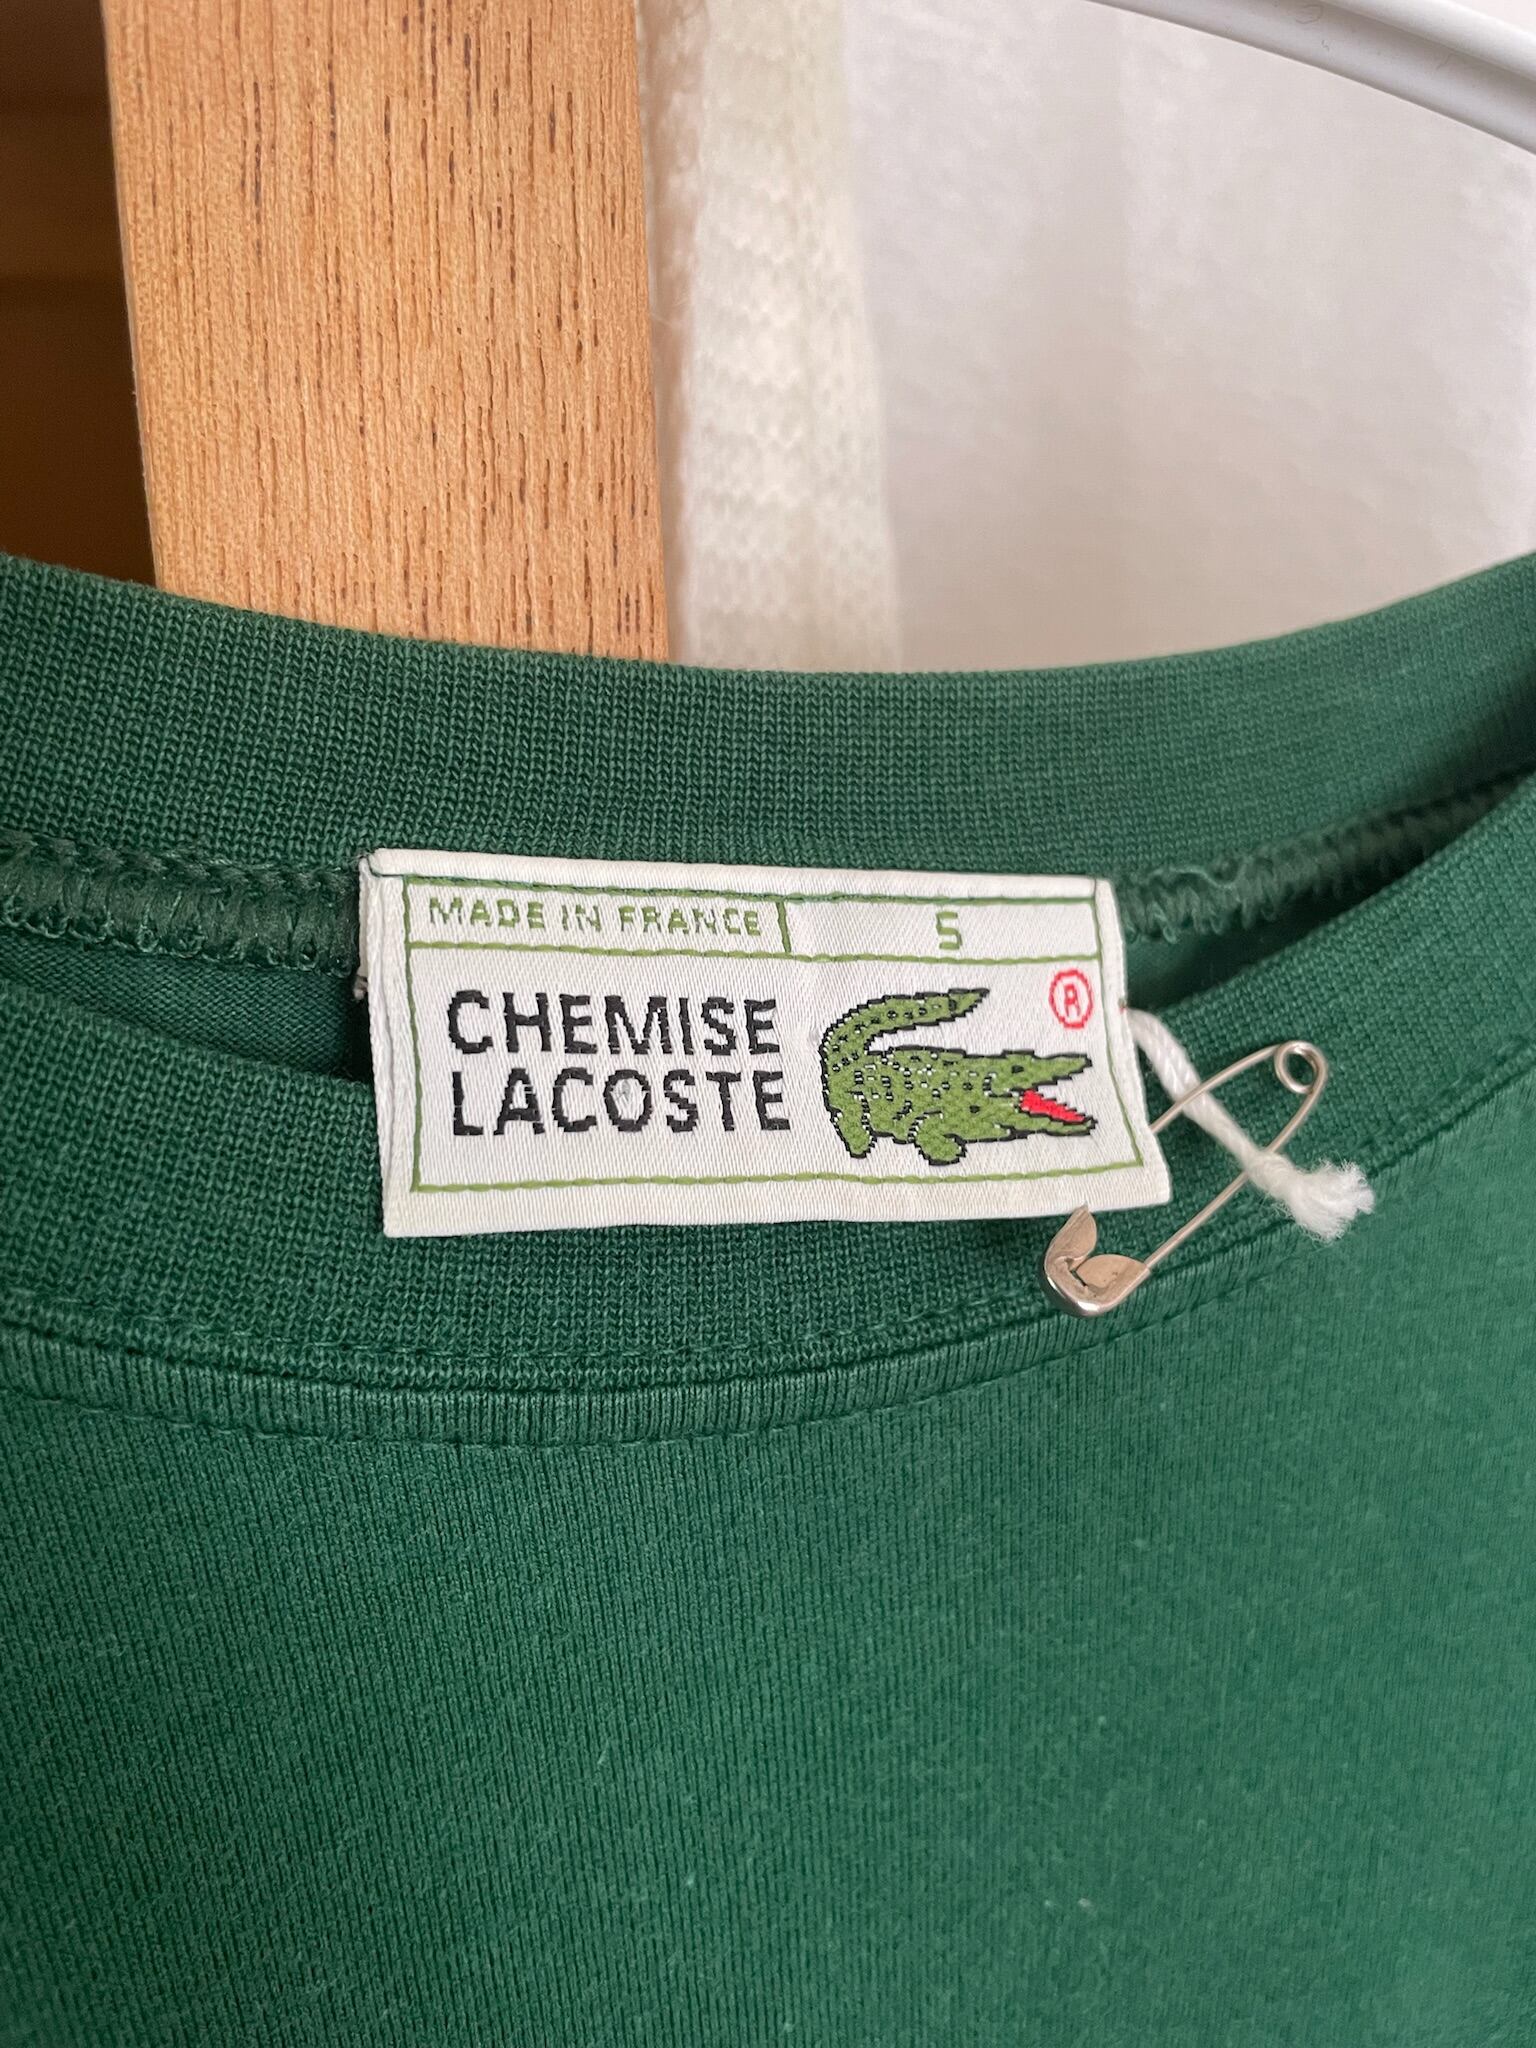 MADE IN FRANCE 5
CHEMISE
LACOSTE
®